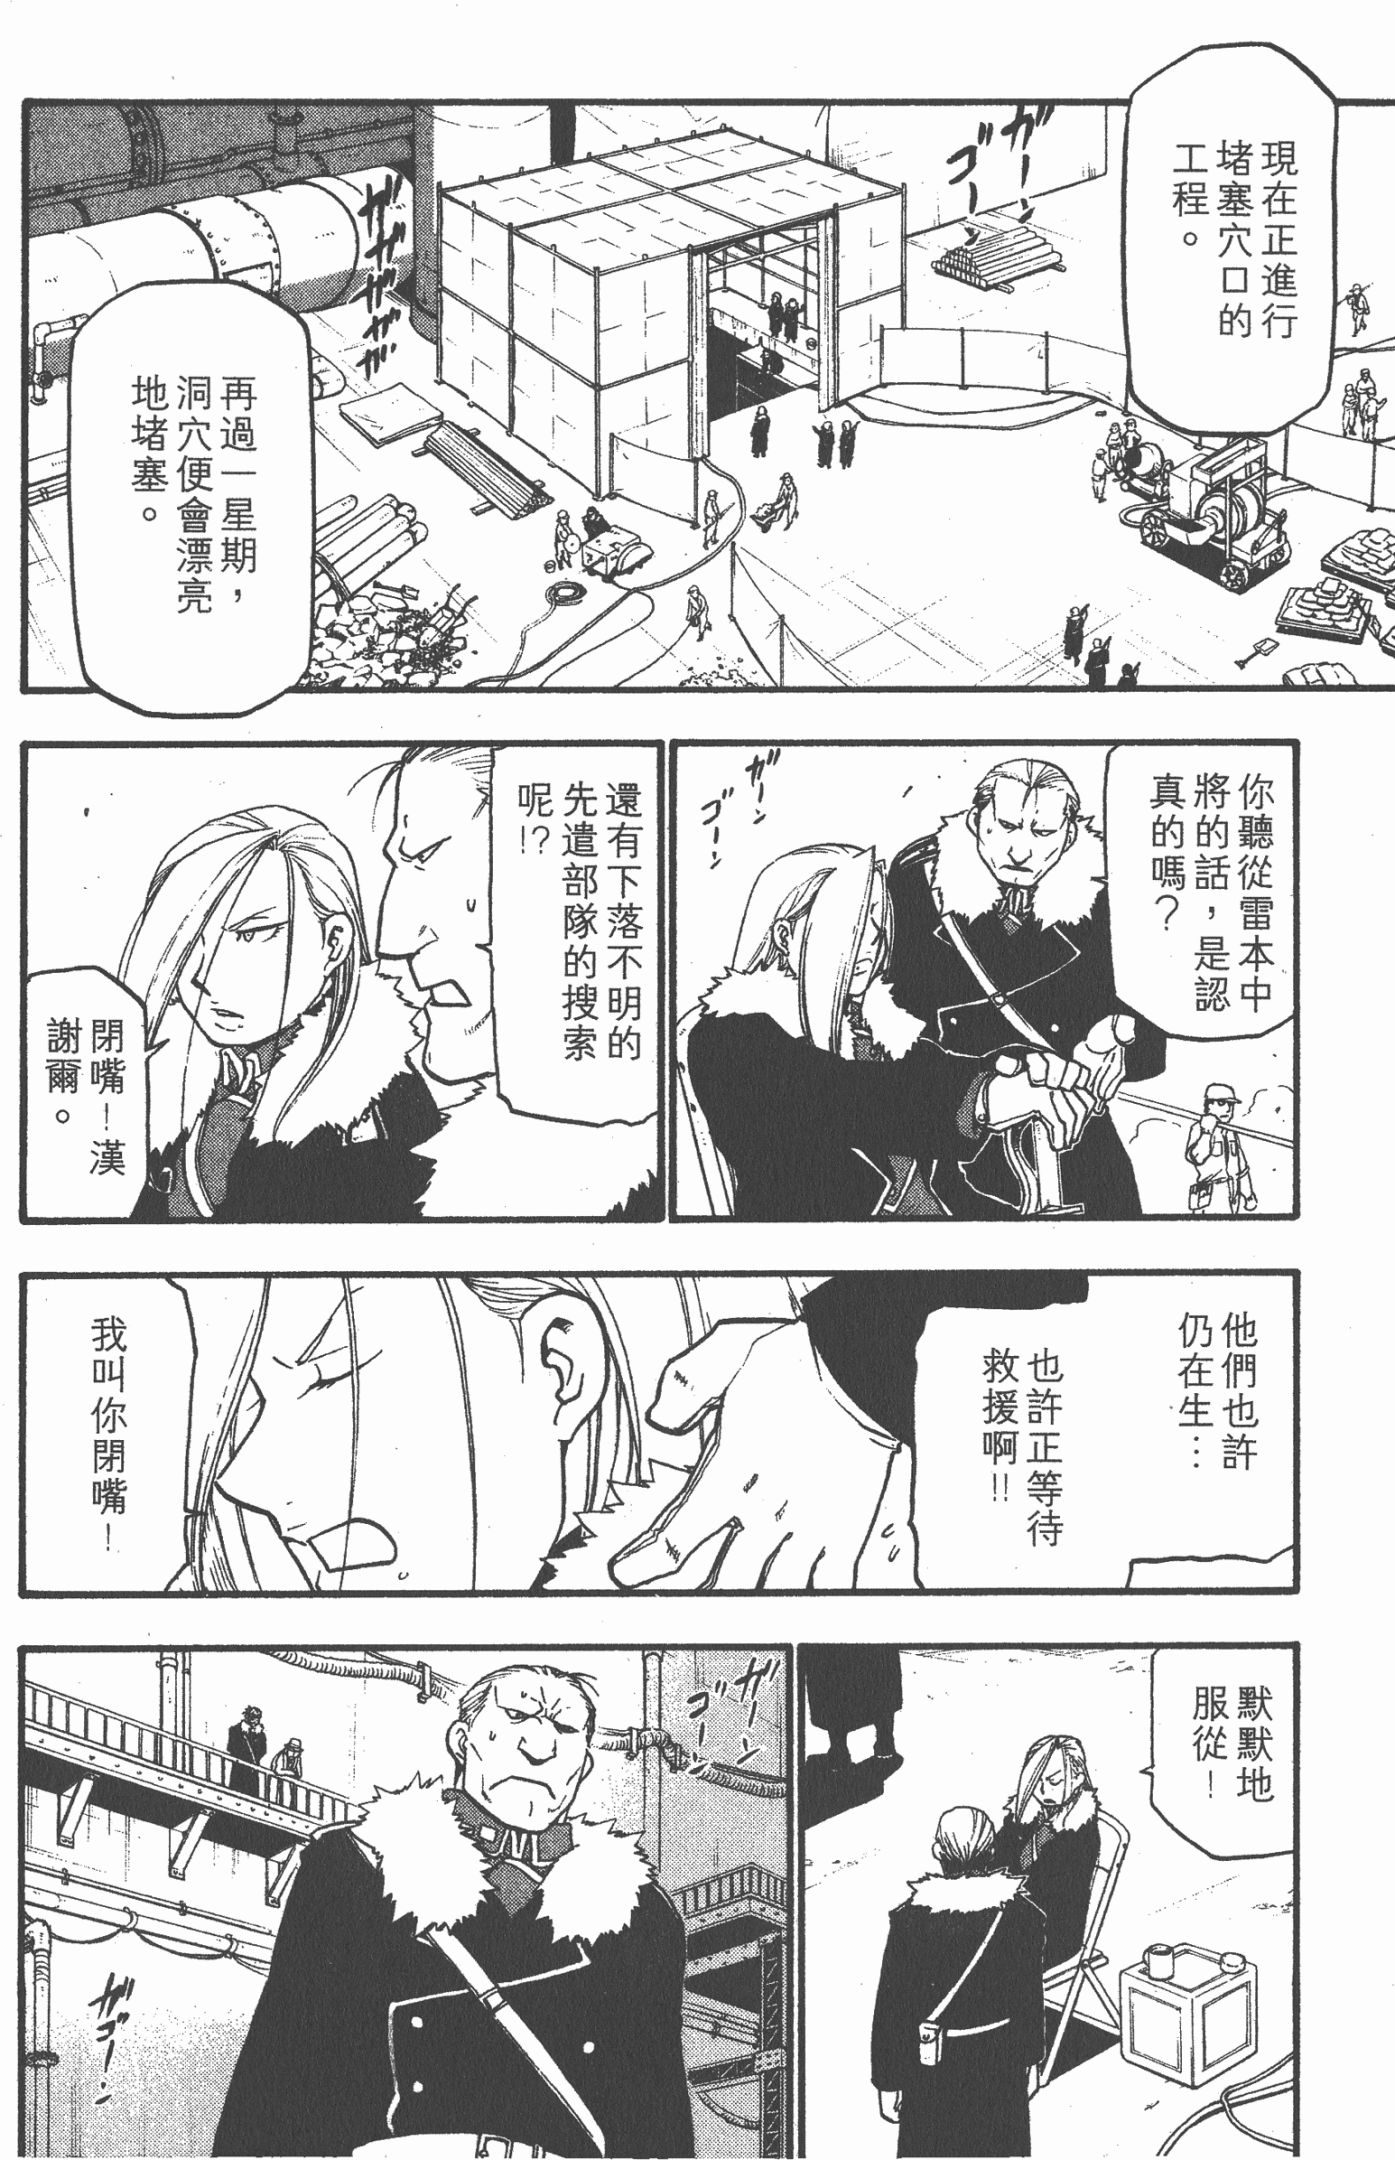 現在正進行
堵塞穴口的
工程。
ガーン
ゴーン
ガガガガガ
再過一星期，
洞穴便會漂亮
地堵塞。
你聽從雷本中
將的話，是認
真的嗎？
ガーン
ゴーン
還有下落不明的
先遣部隊的搜索
呢!?
閉嘴！漢
謝爾。
他們也許
仍在生…
也許正等待
救援啊!!
我叫你閉嘴！
默默地
服從！
ガーン
ゴーン
ガゴーン